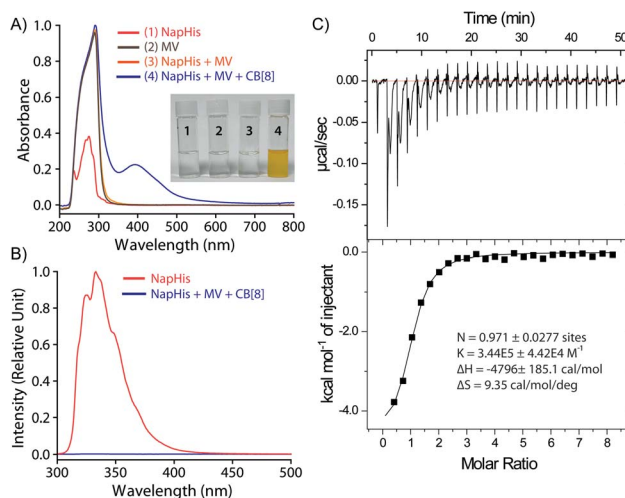 A)
(1) NapHis
(2) MV
(3) NapHis + MV
(4) NapHis + MV + CB[8]
1 2 3 4
Absorbance
1.0
0.8
0.6
0.4
0.2
0.0
200 300 400 500 600 700 800
Wavelength (nm)
B)
NapHis
NapHis + MV + CB[8]
Intensity (Relative Unit)
1.0
0.8
0.6
0.4
0.2
0.0
300 350 400 450 500
Wavelength (nm)
C)
Time (min)
0 10 20 30 40 50
µcal/sec
0.00
-0.05
-0.10
-0.15
kcal mol⁻¹ of injectant
0.0
-2.0
-4.0
N = 0.971 ± 0.0277 sites
K = 3.44E5 ± 4.42E4 M⁻¹
ΔH = -4796± 185.1 cal/mol
ΔS = 9.35 cal/mol/deg
0 1 2 3 4 5 6 7 8
Molar Ratio